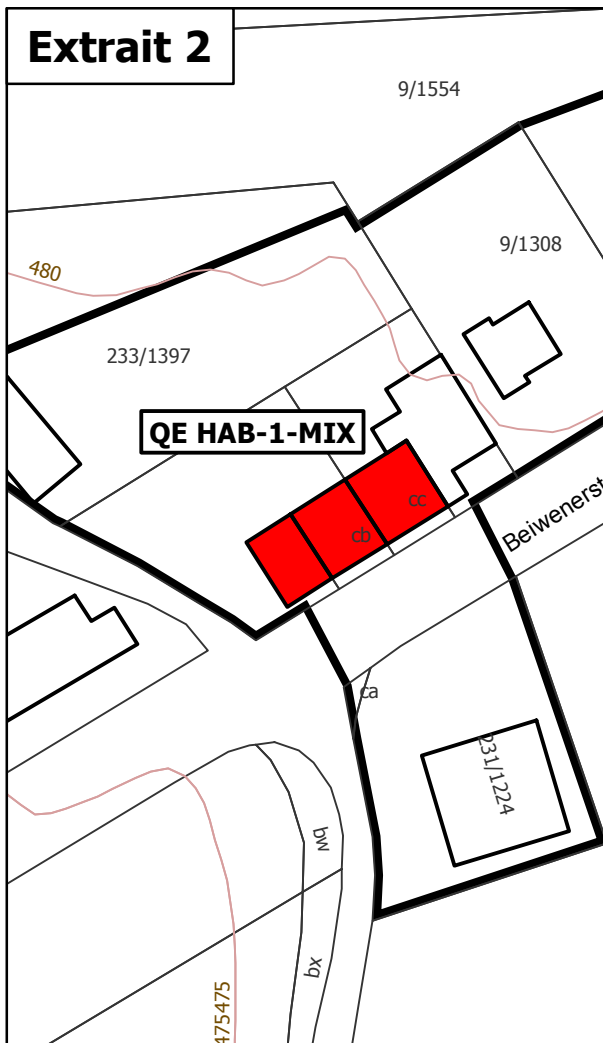 Extrait 2
9/1554
9/1308
480
233/1397
QE HAB-1-MIX
cc
cb
Beiwenerst
ca
231/1224
bw
bx
475475